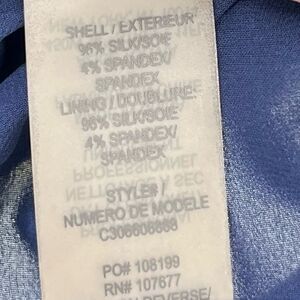 SHELL / EXTERIEUR
96% SILK/SOIE
4% SPANDEX/
SPANDEX
LINING / DOUBLURE
96% SILK/SOIE
4% SPANDEX/
SPANDEX
STYLE# /
NUMERO DE MODELE
PO# 108199
RN# 107677
REVERSE/